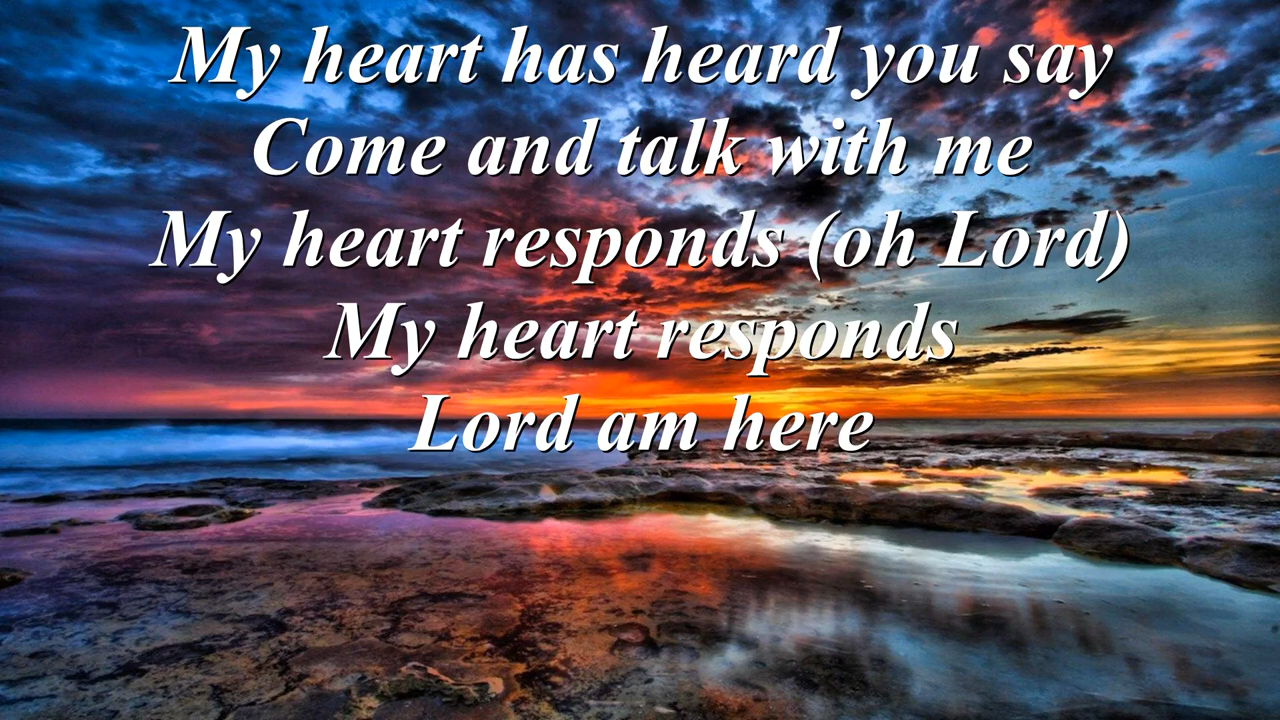 My heart has heard you say
Come and talk with me
My heart responds (oh Lord)
My heart responds
Lord am here